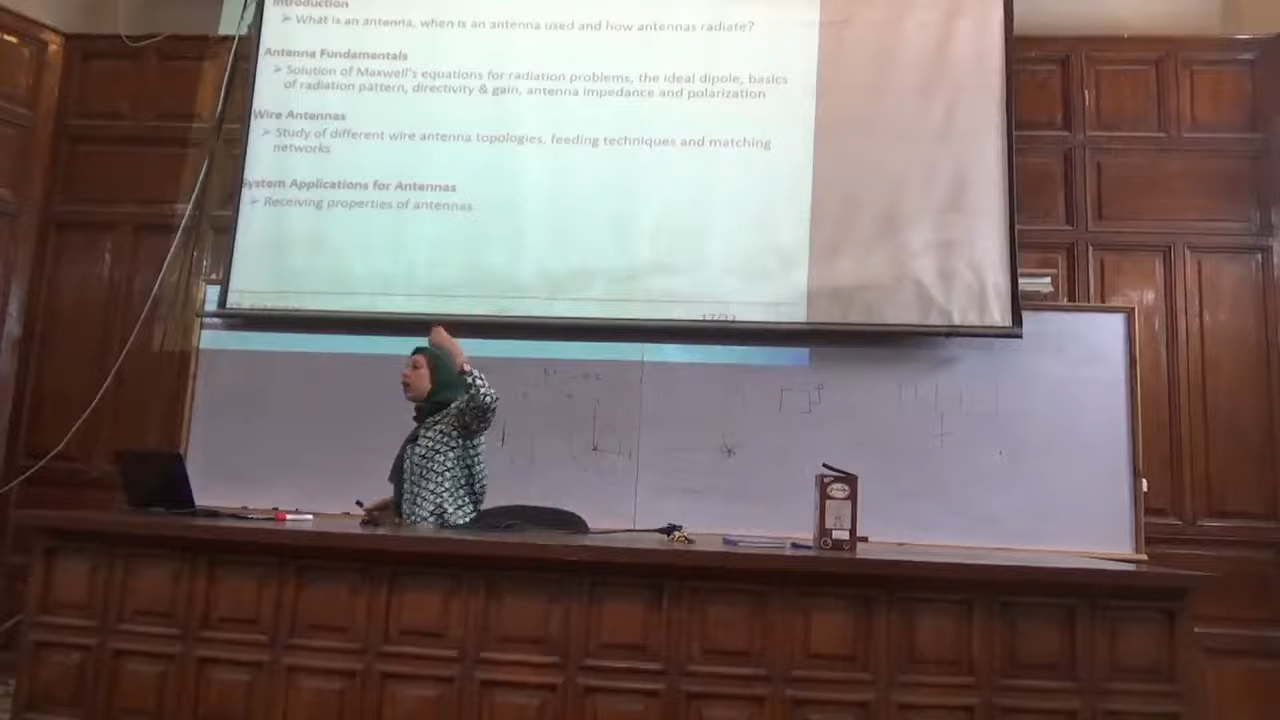 Introduction
➢ What is an antenna, when is an antenna used and how antennas radiate?
Antenna Fundamentals
➢ Solution of Maxwell's equations for radiation problems, the ideal dipole, basics
of radiation pattern, directivity & gain, antenna impedance and polarization
Wire Antennas
➢ Study of different wire antenna topologies, feeding techniques and matching
networks
System Applications for Antennas
➢ Receiving properties of antennas
17/22